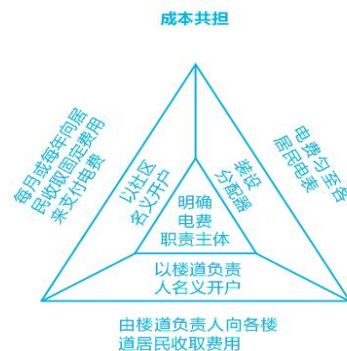 成本共担
每月或每年向居
民收取固定费用
来支付电费
以社区
名义开户
装设
分配器
电费匀至各
居民电表
明确
电费
职责主体
以楼道负责
人名义开户
由楼道负责人向各楼
道居民收取费用